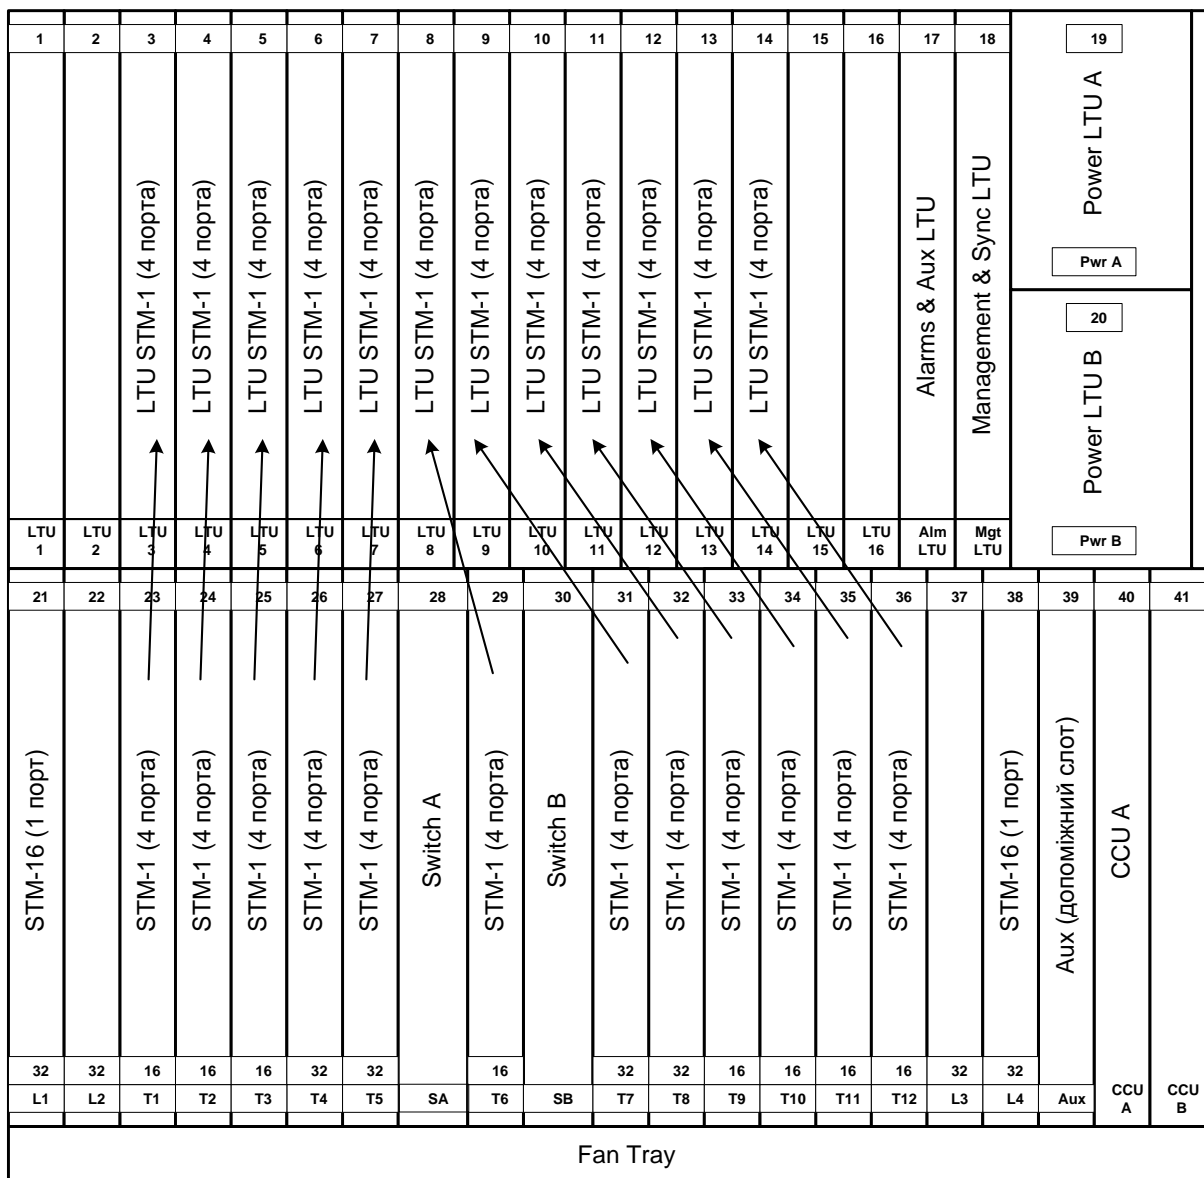 1 2 3 4 5 6 7 8 9 10 11 12 13 14 15 16 17 18 19
LTU STM-1 (4 порта)
LTU STM-1 (4 порта)
LTU STM-1 (4 порта)
LTU STM-1 (4 порта)
LTU STM-1 (4 порта)
LTU STM-1 (4 порта)
LTU STM-1 (4 порта)
LTU STM-1 (4 порта)
LTU STM-1 (4 порта)
LTU STM-1 (4 порта)
LTU STM-1 (4 порта)
LTU STM-1 (4 порта)
Alarms & Aux LTU
Management & Sync LTU
Power LTU A
Pwr A
20
Power LTU B
Pwr B
LTU LTU LTU LTU LTU LTU LTU LTU LTU LTU LTU LTU LTU LTU LTU LTU Alm Mgt
1 2 3 4 5 6 7 8 9 10 11 12 13 14 15 16 LTU LTU
21 22 23 24 25 26 27 28 29 30 31 32 33 34 35 36 37 38 39 40 41
STM-16 (1 порт)
STM-1 (4 порта)
STM-1 (4 порта)
STM-1 (4 порта)
STM-1 (4 порта)
STM-1 (4 порта)
Switch A
STM-1 (4 порта)
Switch B
STM-1 (4 порта)
STM-1 (4 порта)
STM-1 (4 порта)
STM-1 (4 порта)
STM-1 (4 порта)
STM-1 (4 порта)
STM-16 (1 порт)
Aux (допоміжний слот)
CCU A
32 32 16 16 16 32 32 16 32 32 16 16 16 16 32 32
L1 L2 T1 T2 T3 T4 T5 SA T6 SB T7 T8 T9 T10 T11 T12 L3 L4 Aux
CCU CCU
A B
Fan Tray